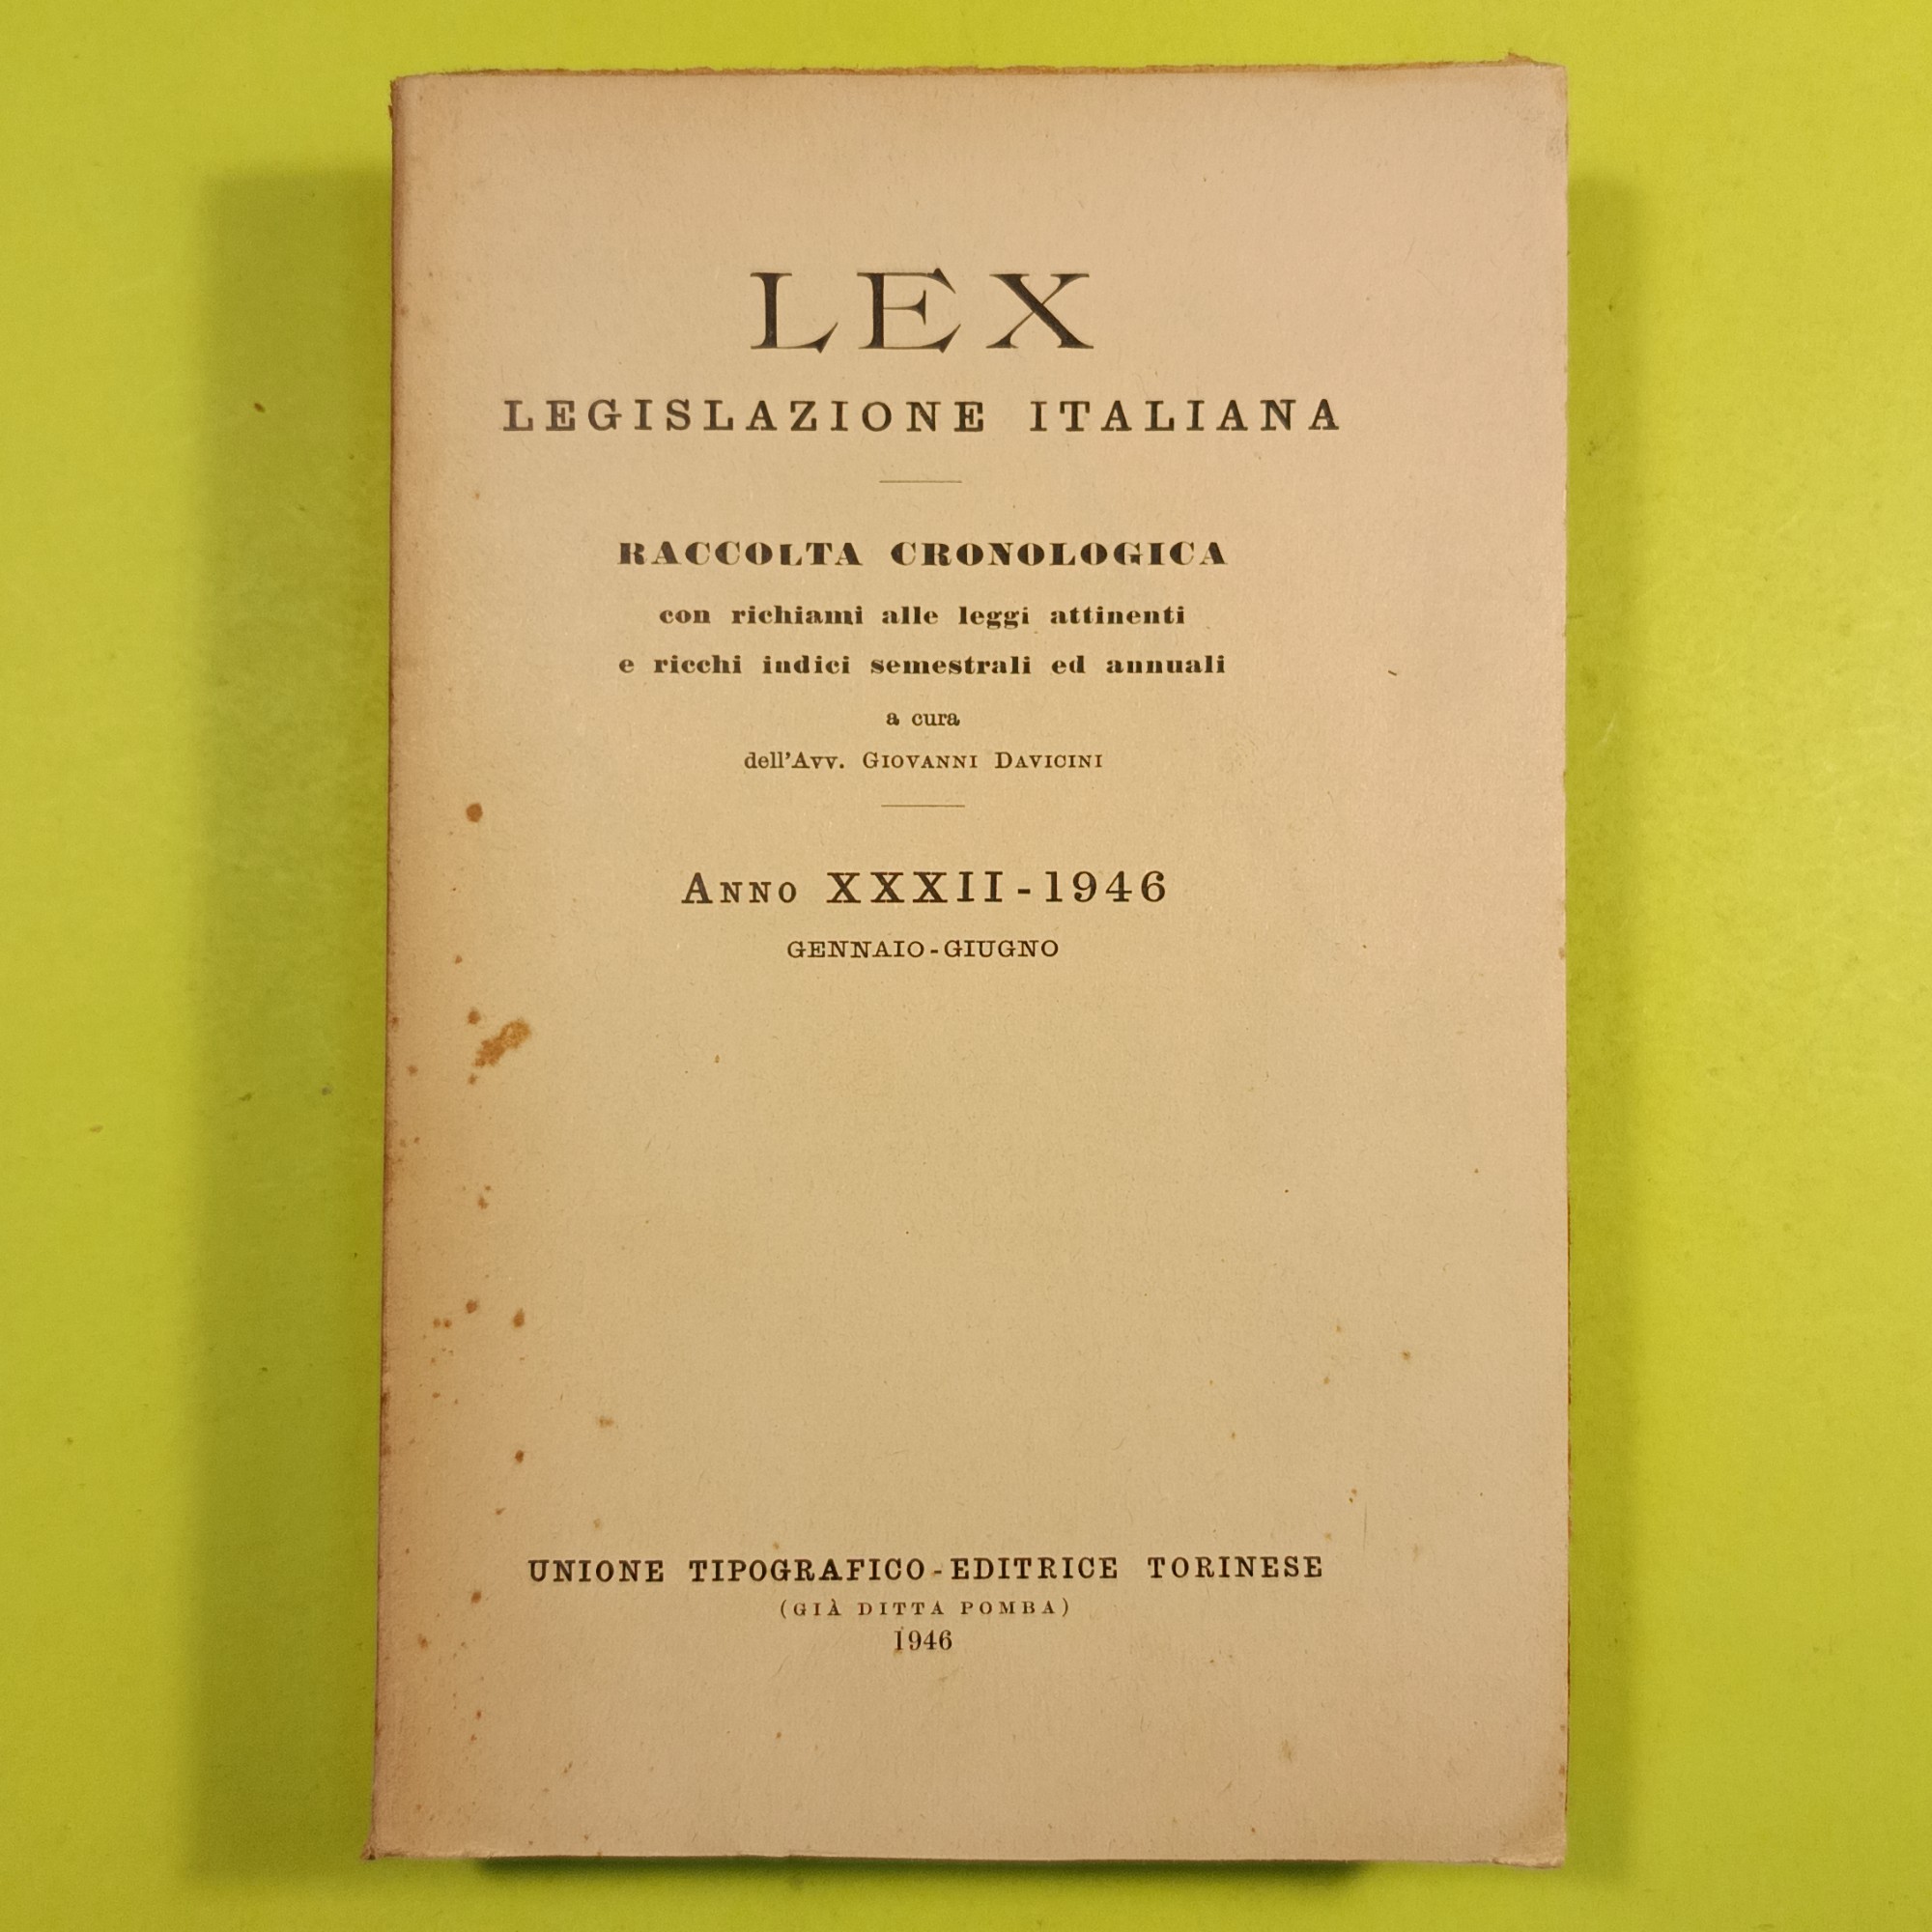 LEX
LEGISLAZIONE ITALIANA
RACCOLTA CRONOLOGICA
con richiami alle leggi attinenti
e ricchi indici semestrali ed annuali
a cura
dell'Avv. GIOVANNI DAVICINI
ANNO XXXII-1946
GENNAIO-GIUGNO
UNIONE TIPOGRAFICO-EDITRICE TORINESE
(GIÀ DITTA POMBA)
1946